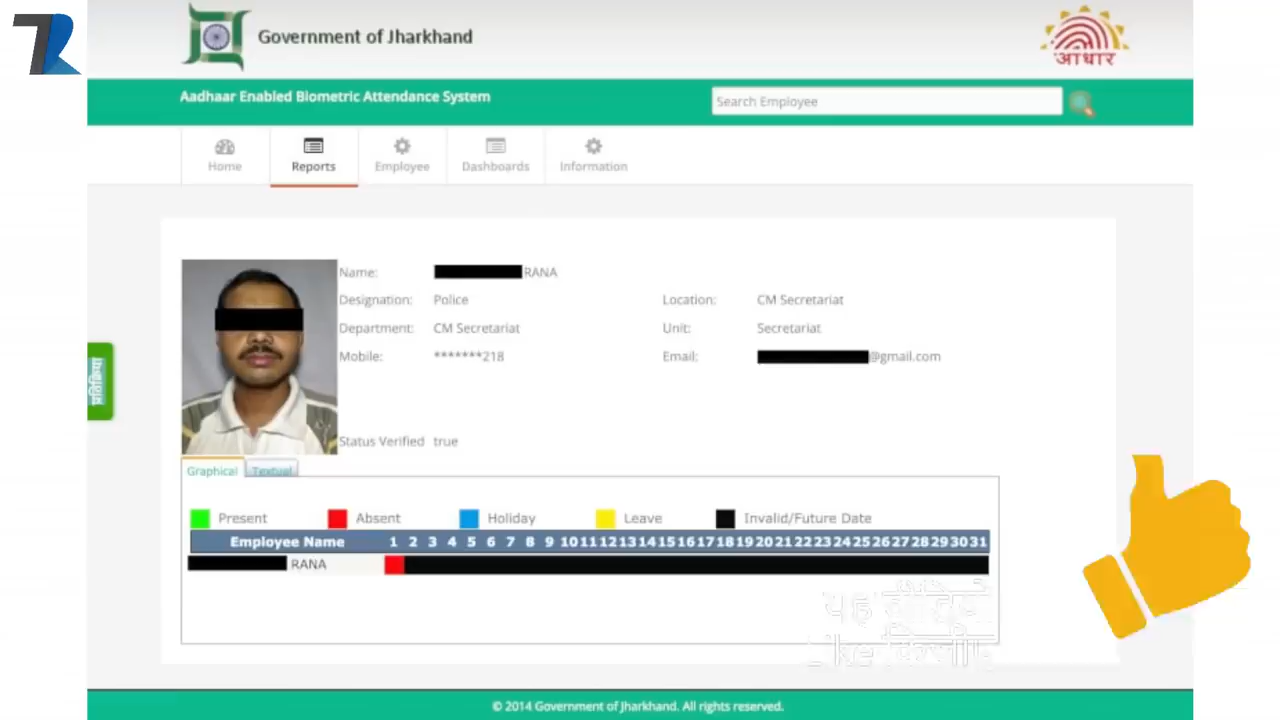 Government of Jharkhand
आधार
Aadhaar Enabled Biometric Attendance System
Search Employee
Home
Reports
Employee
Dashboards
Information
Name: RANA
Designation: Police
Location: CM Secretariat
Department: CM Secretariat
Unit: Secretariat
Mobile: *******218
Email: @gmail.com
प्रतिक्रिया
Status Verified true
Graphical
Textual
Present
Absent
Holiday
Leave
Invalid/Future Date
Employee Name 1 2 3 4 5 6 7 8 9 10 11 12 13 14 15 16 17 18 19 20 21 22 23 24 25 26 27 28 29 30 31
RANA
यह
Like
© 2014 Government of Jharkhand. All rights reserved.